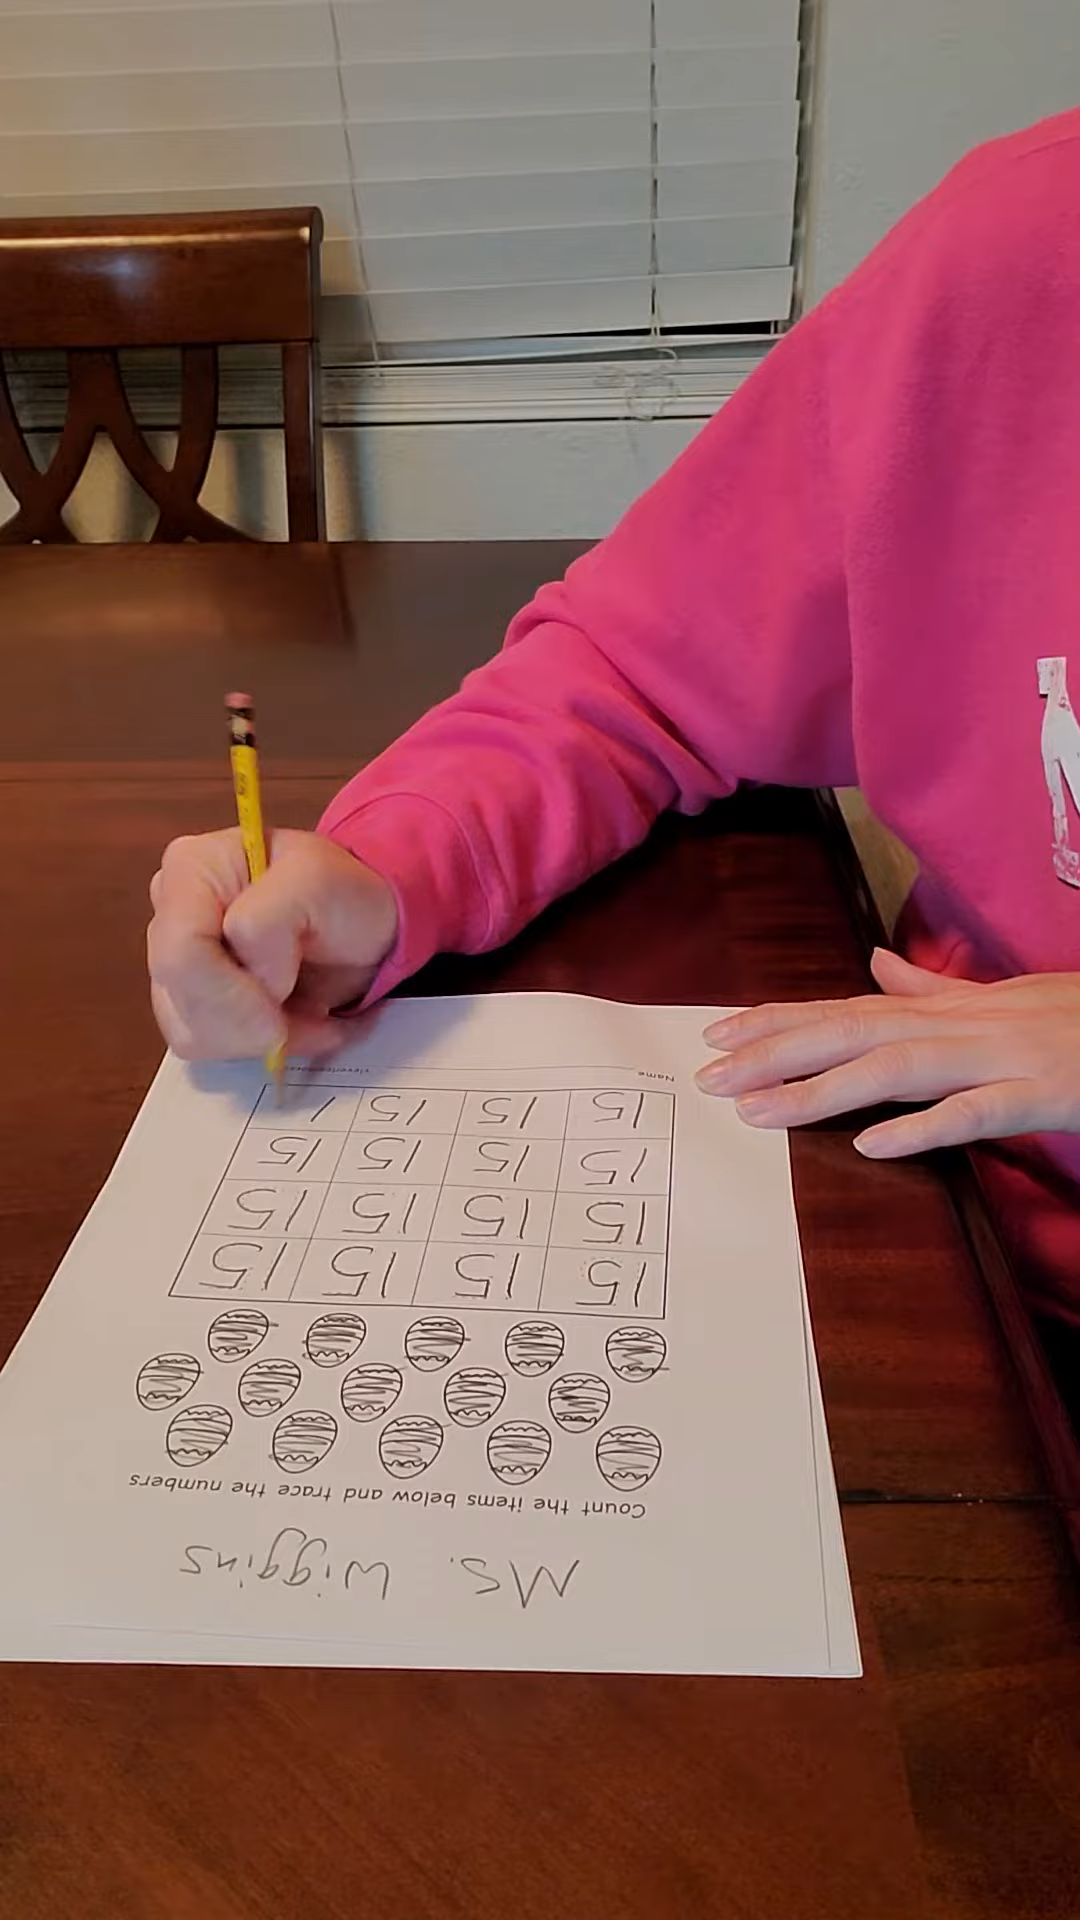 Ms. Wiggins
Count the items below and trace the numbers
15 15 15 15
15 15 15 15
15 15 15 15
15 15 15 1
Name